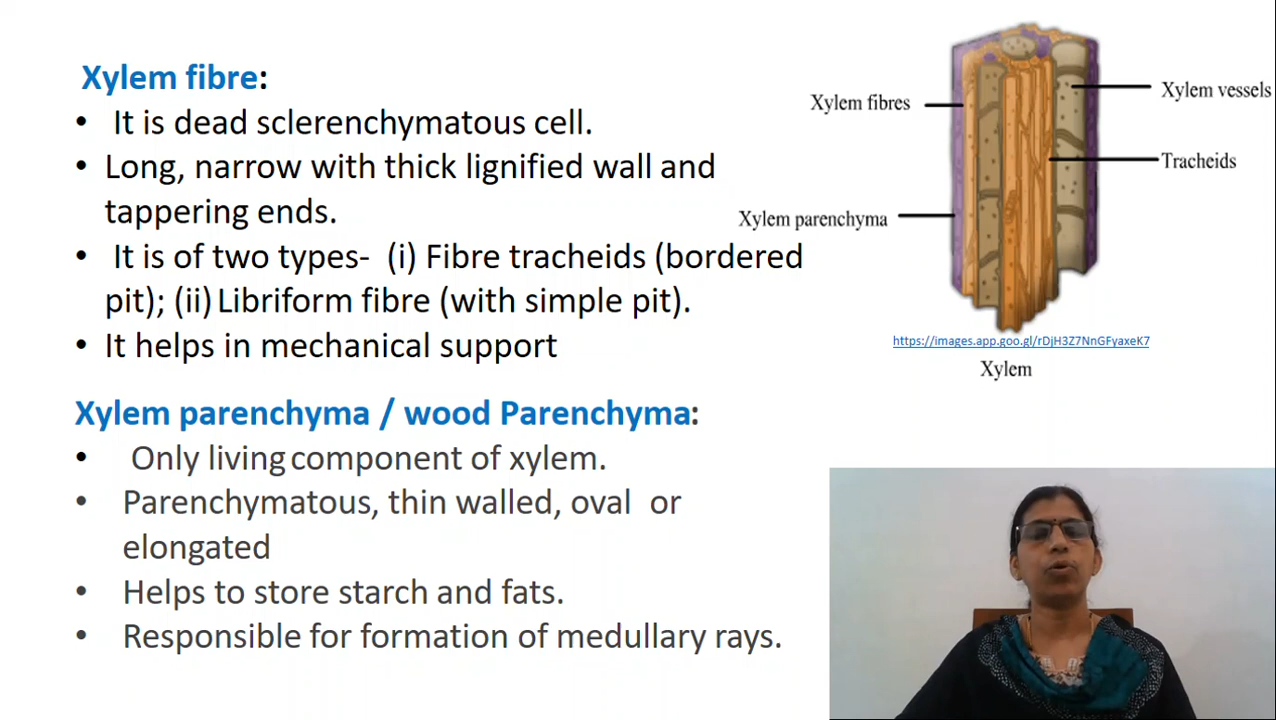 Xylem fibre:
• It is dead sclerenchymatous cell.
• Long, narrow with thick lignified wall and
tappering ends.
• It is of two types- (i) Fibre tracheids (bordered
pit); (ii) Libriform fibre (with simple pit).
• It helps in mechanical support
Xylem parenchyma / wood Parenchyma:
• Only living component of xylem.
• Parenchymatous, thin walled, oval or
elongated
• Helps to store starch and fats.
• Responsible for formation of medullary rays.
Xylem fibres
Xylem vessels
Tracheids
Xylem parenchyma
https://images.app.goo.gl/rDjH3Z7NnGFyaxeK7
Xylem